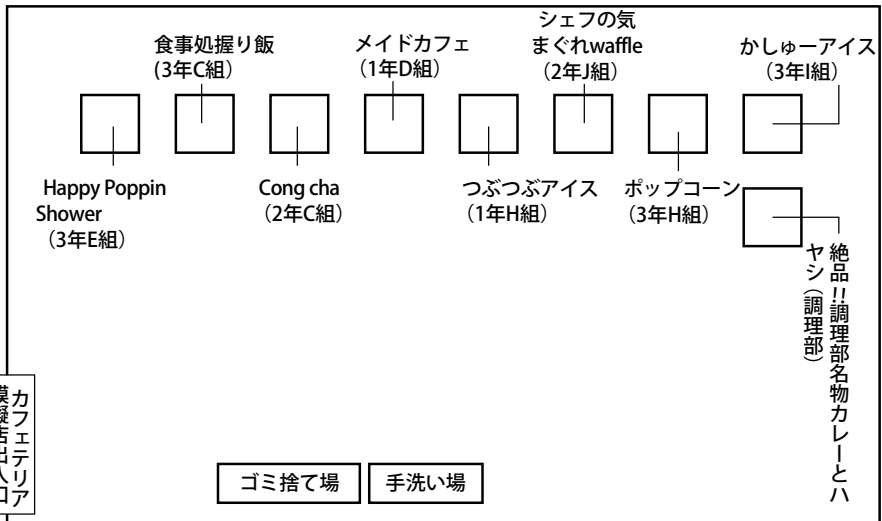 食事処握り飯
(3年C組）
メイドカフェ
（1年D組）
シェフの気
まぐれwaffle
（2年J組）
かしゅーアイス
（3年I組）
Happy Poppin
Shower
（3年E組）
Cong cha
（2年C組）
つぶつぶアイス
（1年H組）
ポップコーン
（3年H組）
絶品!!調理部名物カレーとハ
ヤシ（調理部）
カフェテリア
模擬店出入口
ゴミ捨て場
手洗い場